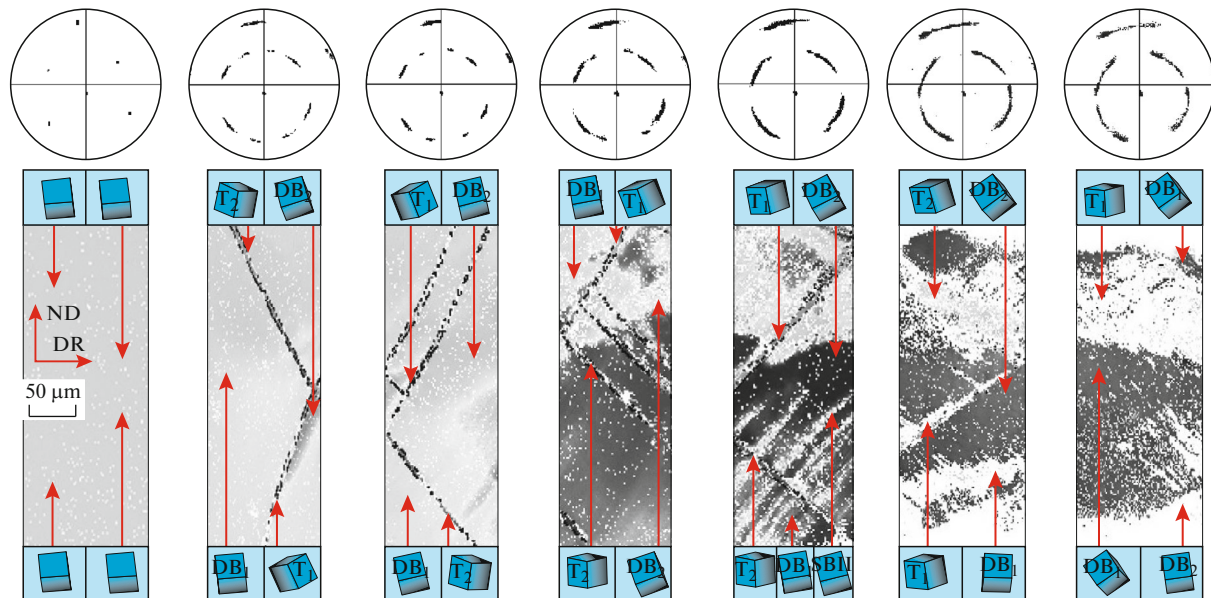 T₂ DB₂ T₁ DB₂ DB₁ T₁ T₁ DB₂ T₂ DB₂ T₁ DB₁
ND
DR
50 μm
DB₁ T₁ DB₁ T₂ T₂ DB₂ T₂ DB₁ SBII T₁ DB₁ DB₂